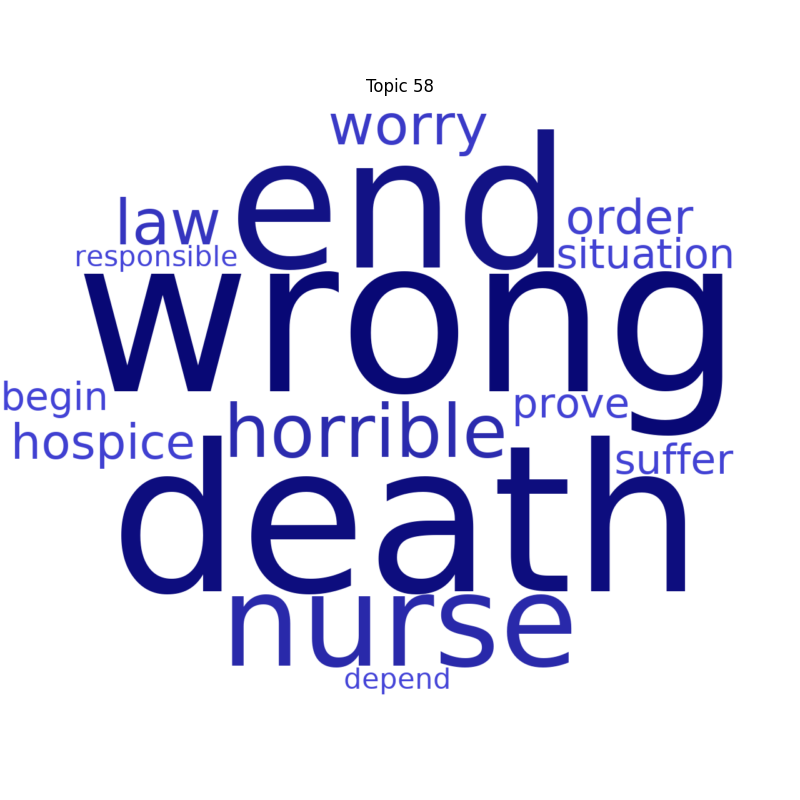 Topic 58
worry
end
law
order
responsible
situation
wrong
begin
prove
hospice
horrible
suffer
death
nurse
depend